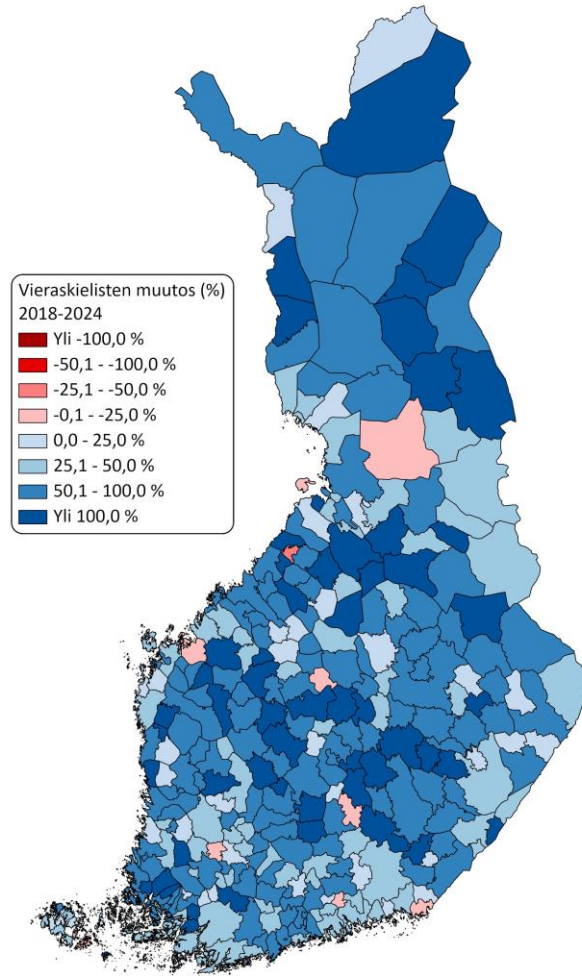 Vieraskielisten muutos (%)
2018-2024
Yli -100,0 %
-50,1 - -100,0 %
-25,1 - -50,0 %
-0,1 - -25,0 %
0,0 - 25,0 %
25,1 - 50,0 %
50,1 - 100,0 %
Yli 100,0 %